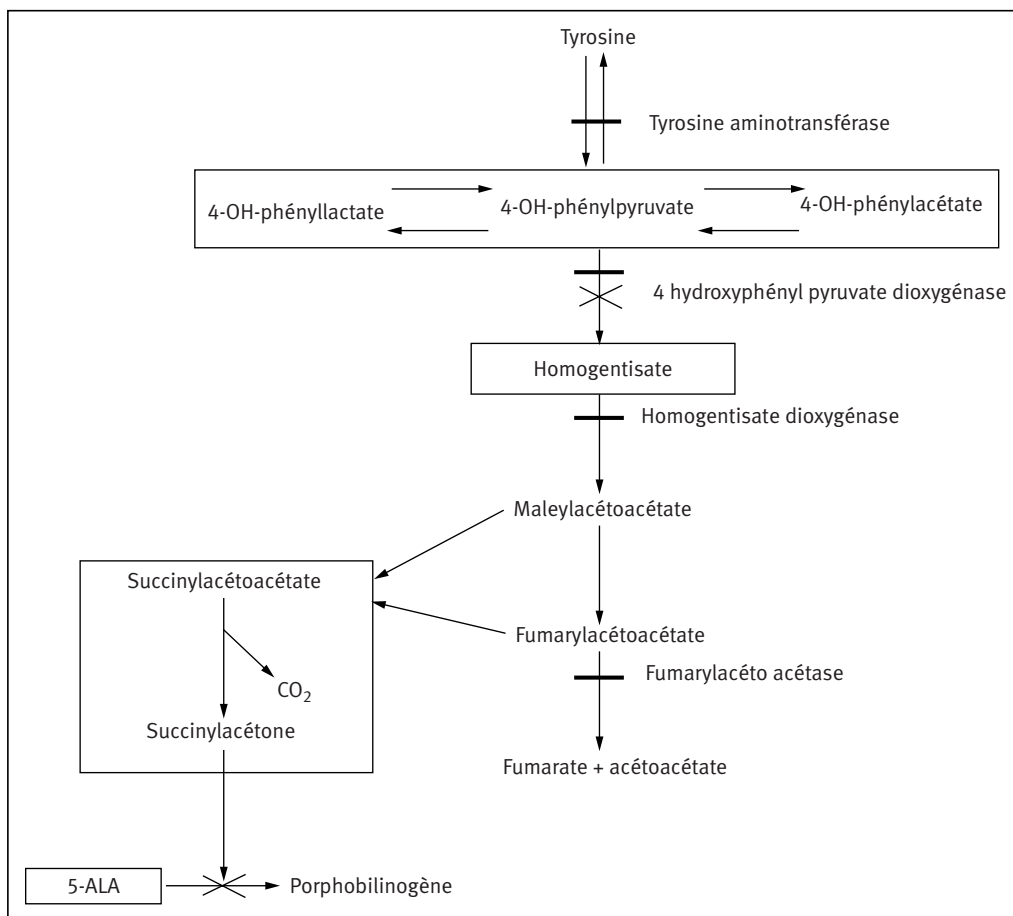 Tyrosine
Tyrosine aminotransférase
4-OH-phényllactate
4-OH-phénylpyruvate
4-OH-phénylacétate
4 hydroxyphényl pyruvate dioxygénase
Homogentisate
Homogentisate dioxygénase
Maleylacétoacétate
Succinylacétoacétate
Fumarylacétoacétate
Fumarylacéto acétase
CO2
Succinylacétone
Fumarate + acétoacétate
5-ALA
Porphobilinogène